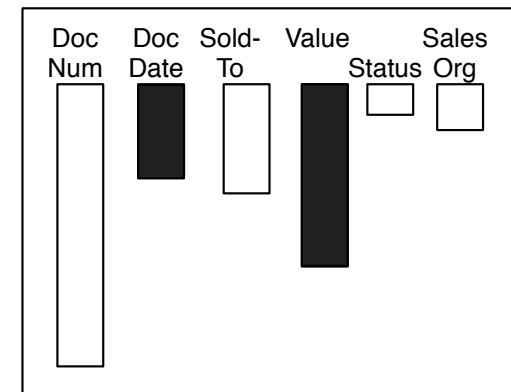 Doc Doc Sold- Value Sales
Num Date To Status Org